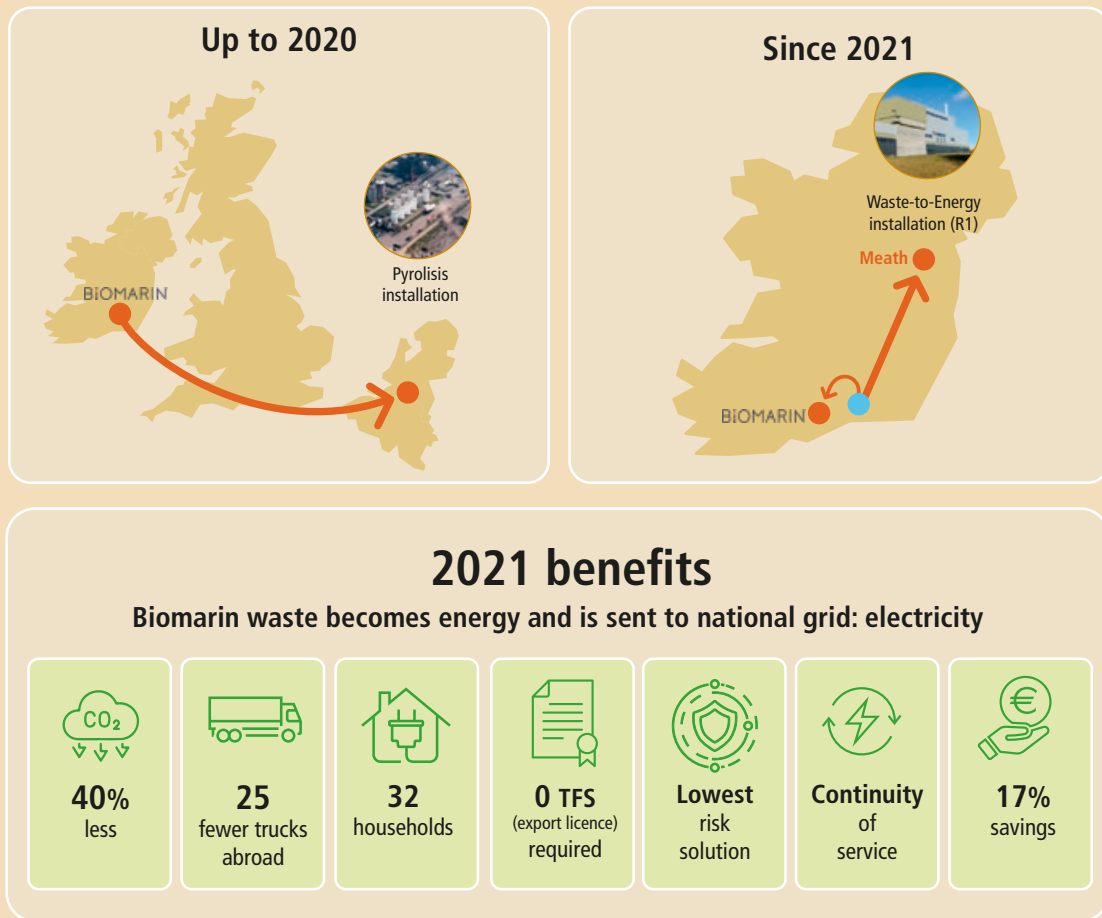 Up to 2020
Pyrolisis
installation
BiOMARIN
Since 2021
Waste-to-Energy
installation (R1)
Meath
BiOMARIN
2021 benefits
Biomarin waste becomes energy and is sent to national grid: electricity
CO₂
40%
less
25
fewer trucks
abroad
32
households
0 TFS
(export licence)
required
Lowest
risk
solution
Continuity
of
service
€
17%
savings